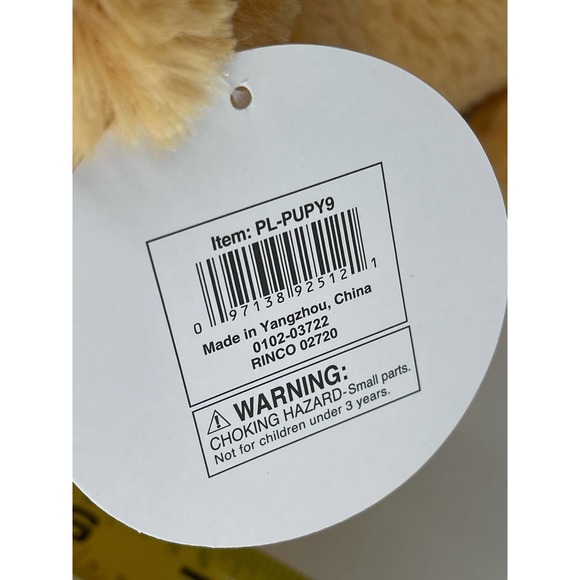 Item: PL-PUPY9
0 97138 92512 1
Made in Yangzhou, China
0102-03722
RINCO 02720
⚠ WARNING:
CHOKING HAZARD-Small parts.
Not for children under 3 years.